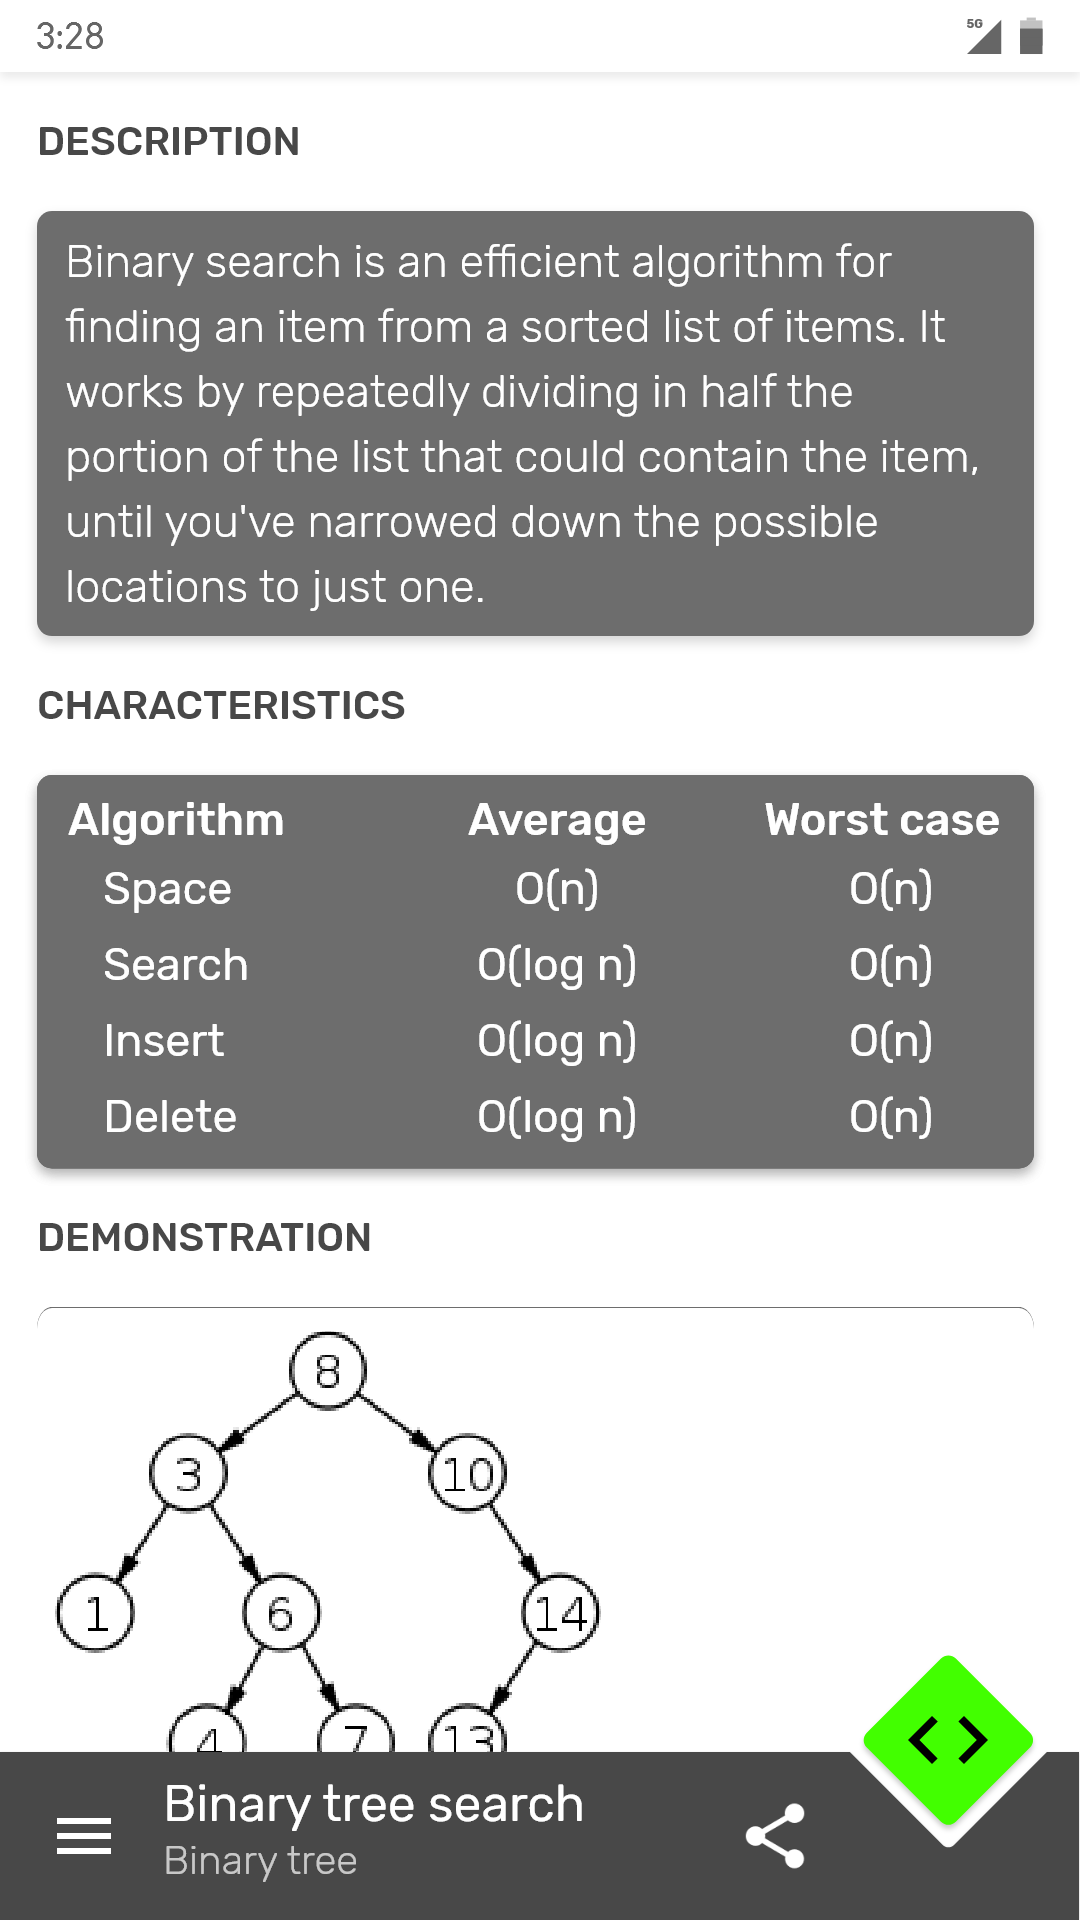 3:28
5G
DESCRIPTION
Binary search is an efficient algorithm for
finding an item from a sorted list of items. It
works by repeatedly dividing in half the
portion of the list that could contain the item,
until you've narrowed down the possible
locations to just one.
CHARACTERISTICS
Algorithm Average Worst case
Space O(n) O(n)
Search O(log n) O(n)
Insert O(log n) O(n)
Delete O(log n) O(n)
DEMONSTRATION
8
3 10
1 6 14
4 7 13
Binary tree search
Binary tree